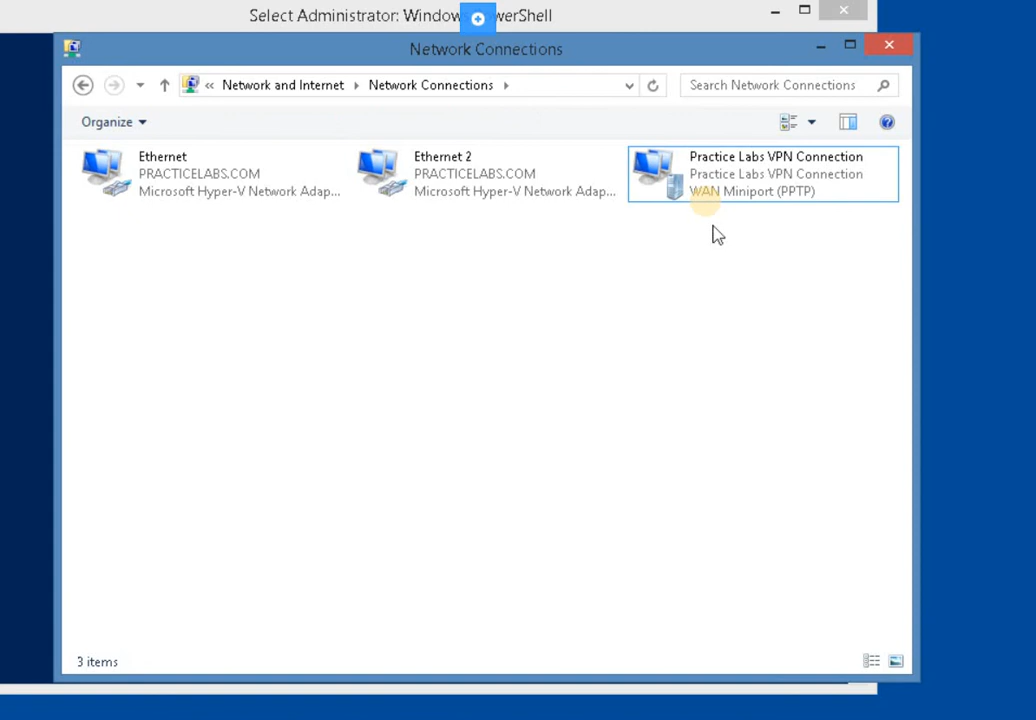 Select Administrator: Windows PowerShell
Network Connections
« Network and Internet Network Connections
Search Network Connections
Organize
Ethernet
PRACTICELABS.COM
Microsoft Hyper-V Network Adap...
Ethernet 2
PRACTICELABS.COM
Microsoft Hyper-V Network Adap...
Practice Labs VPN Connection
Practice Labs VPN Connection
WAN Miniport (PPTP)
3 items